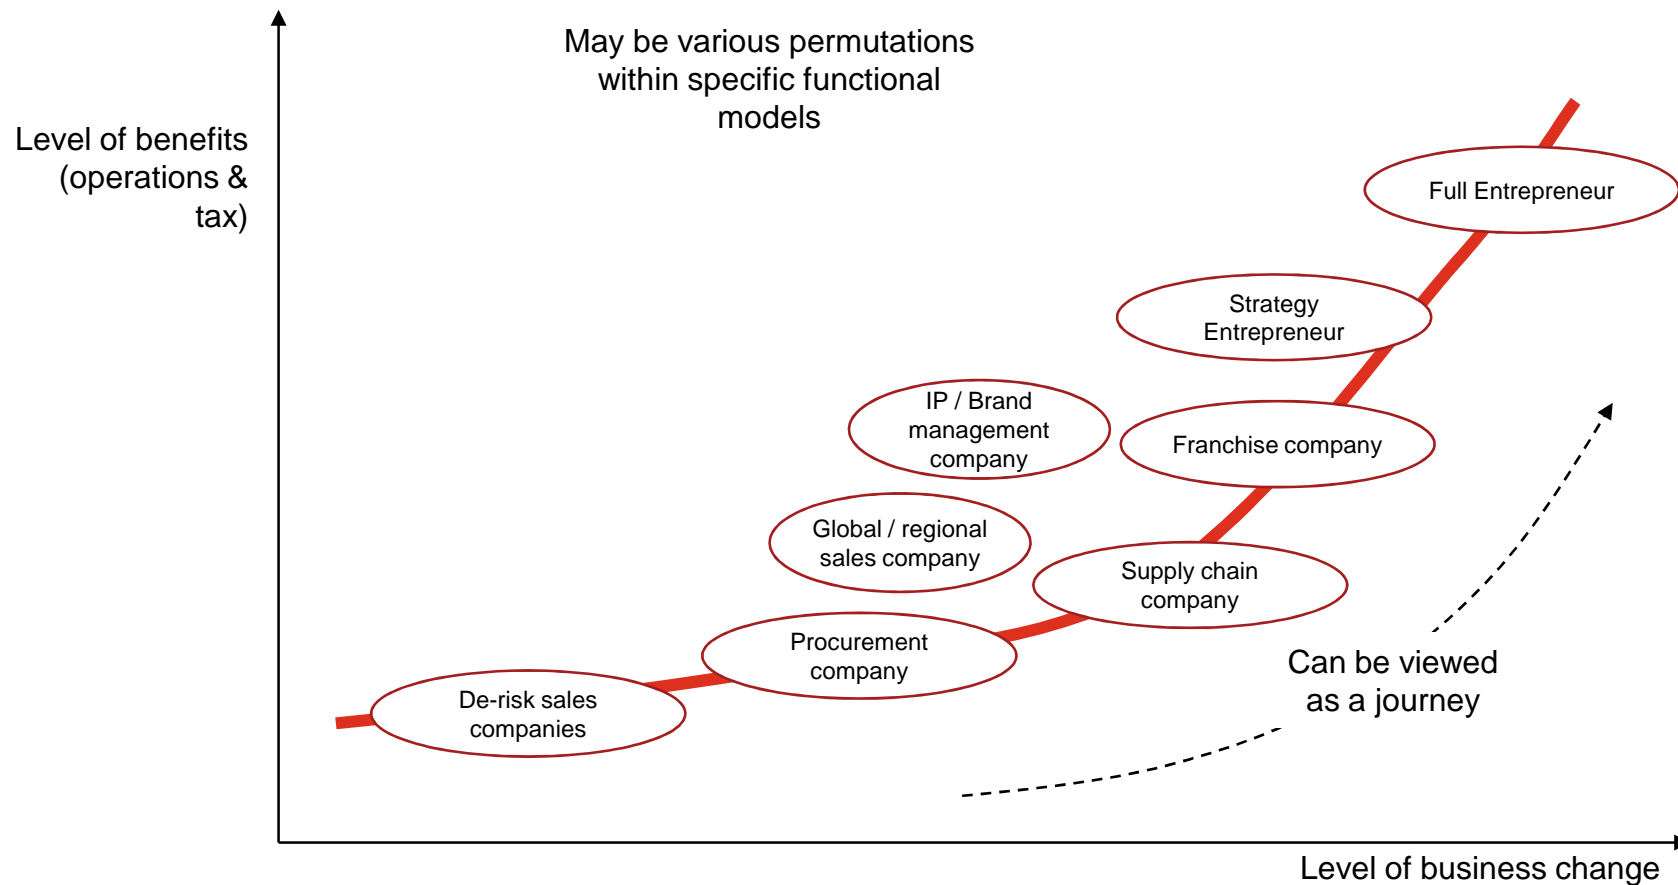 May be various permutations
within specific functional
models
Level of benefits
(operations &
tax)
Full Entrepreneur
Strategy
Entrepreneur
IP / Brand
management
company
Franchise company
Global / regional
sales company
Supply chain
company
Procurement
company
De-risk sales
companies
Can be viewed
as a journey
Level of business change